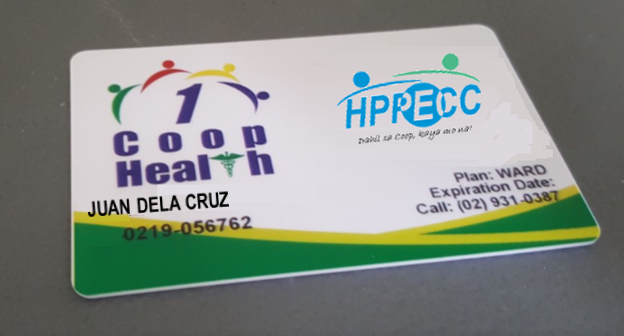 1
Coop
Health
HPPECC
Dahil sa Coop, kaya mo na!
Plan: WARD
Expiration Date:
Call: (02) 931-0387
JUAN DELA CRUZ
0219-056762